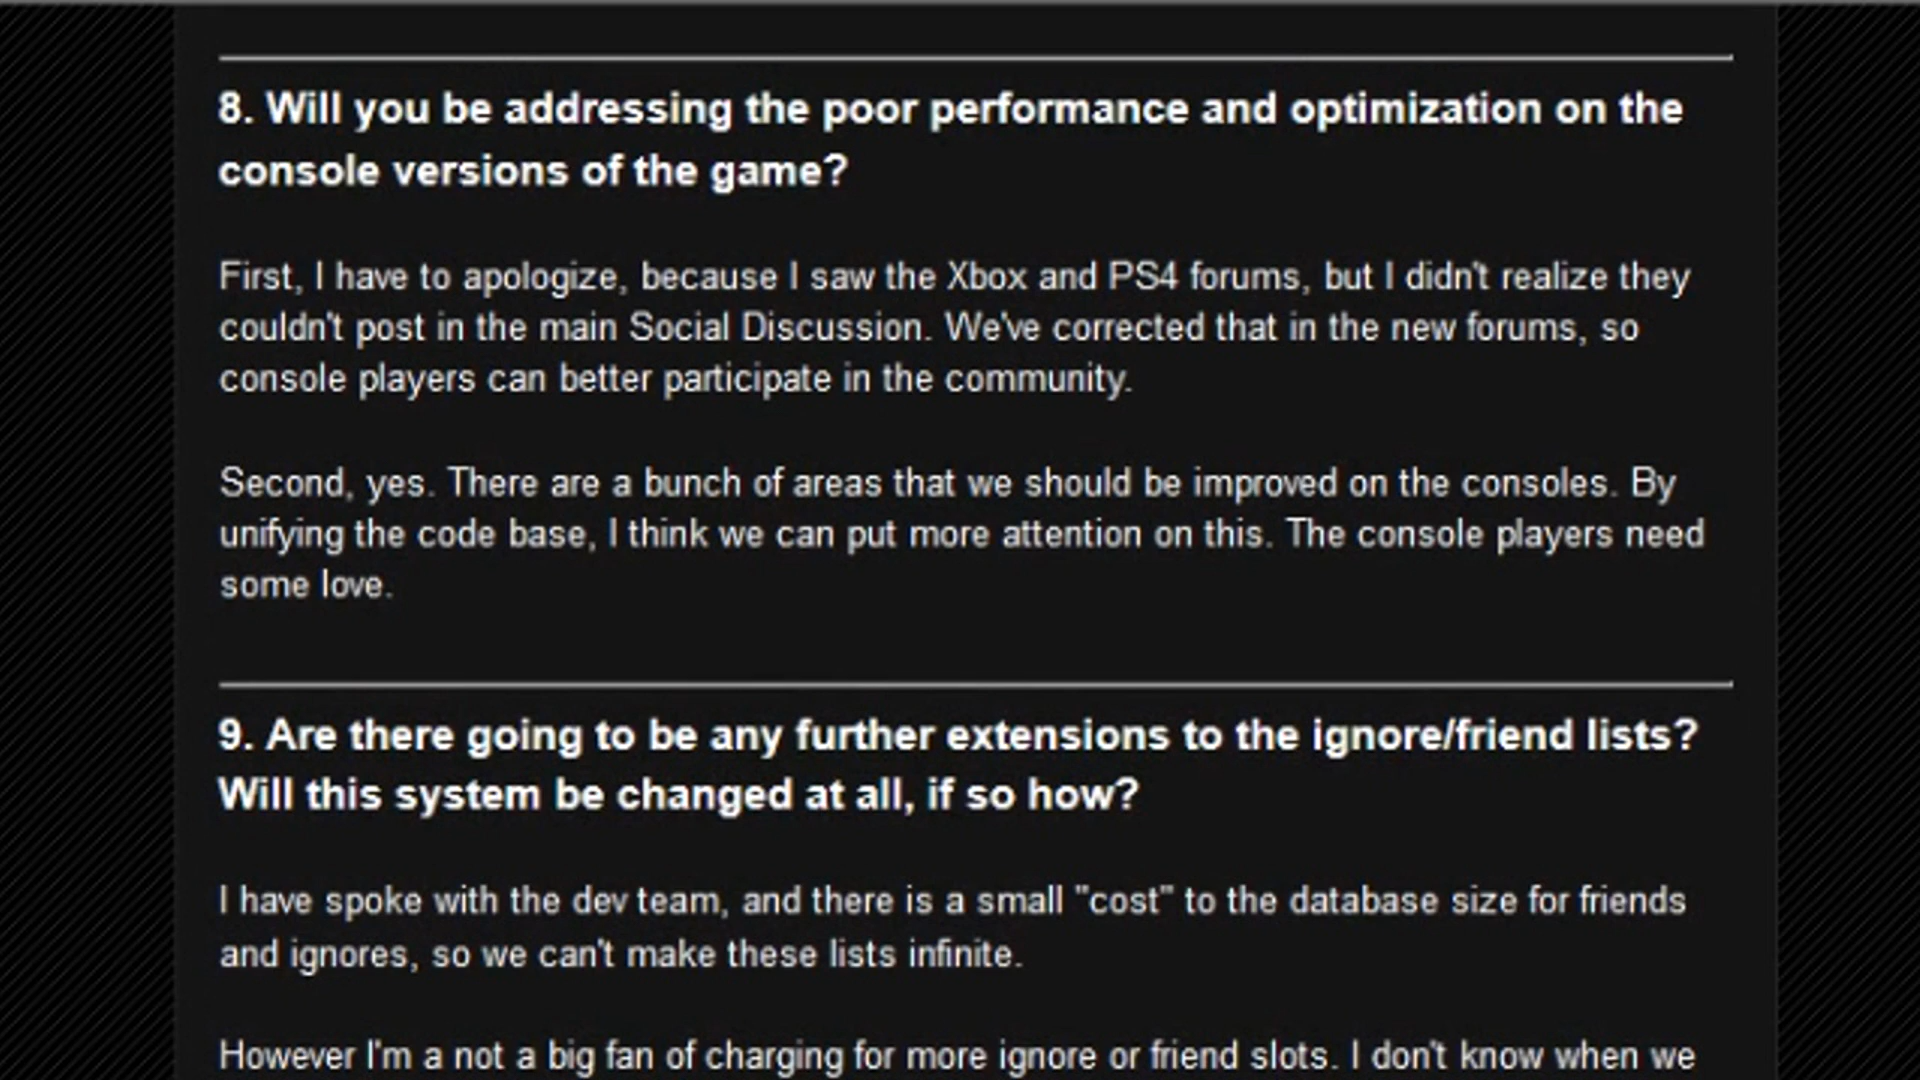 8. Will you be addressing the poor performance and optimization on the
console versions of the game?
First, I have to apologize, because I saw the Xbox and PS4 forums, but I didn't realize they
couldn't post in the main Social Discussion. We've corrected that in the new forums, so
console players can better participate in the community.
Second, yes. There are a bunch of areas that we should be improved on the consoles. By
unifying the code base, I think we can put more attention on this. The console players need
some love.
9. Are there going to be any further extensions to the ignore/friend lists?
Will this system be changed at all, if so how?
I have spoke with the dev team, and there is a small "cost" to the database size for friends
and ignores, so we can't make these lists infinite.
However I'm a not a big fan of charging for more ignore or friend slots. I don't know when we